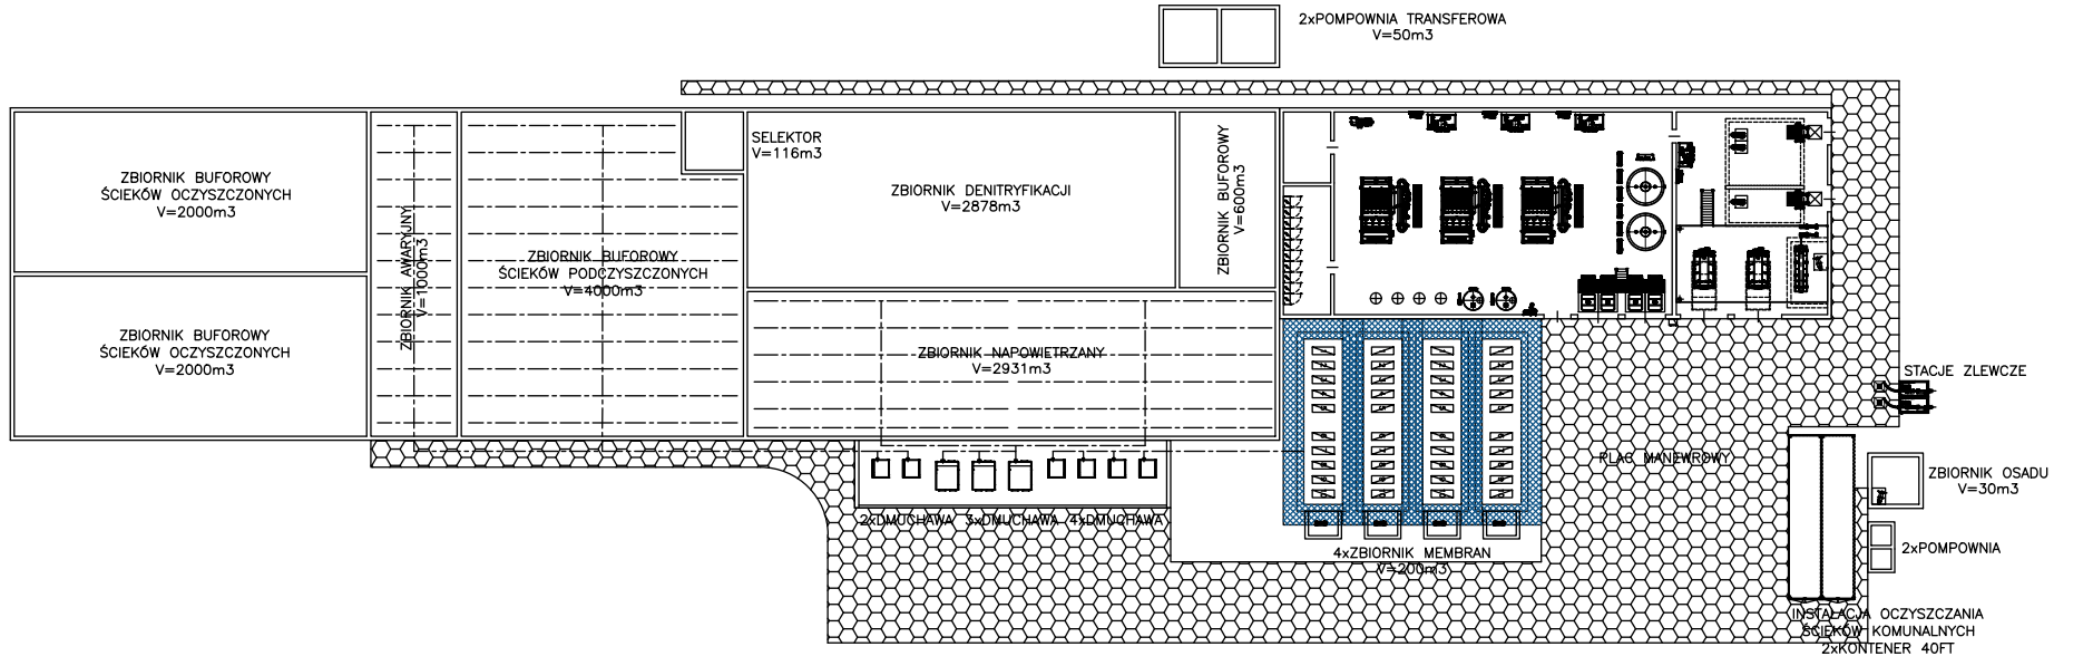 2xPOMPOWNIA TRANSFEROWA
V=50m3
SELEKTOR
V=116m3
ZBIORNIK BUFOROWY
ŚCIEKÓW OCZYSZCZONYCH
V=2000m3
ZBIORNIK AWARYJNY
V=1000m3
ZBIORNIK BUFOROWY
ŚCIEKÓW PODCZYSZCZONYCH
V=4000m3
ZBIORNIK DENITRYFIKACJI
V=2878m3
ZBIORNIK BUFOROWY
V=600m3
ZBIORNIK BUFOROWY
ŚCIEKÓW OCZYSZCZONYCH
V=2000m3
ZBIORNIK NAPOWIETRZANY
V=2931m3
STACJE ZLEWCZE
PLAC MANEWROWY
ZBIORNIK OSADU
V=30m3
2xDMUCHAWA
3xDMUCHAWA
4xDMUCHAWA
4xZBIORNIK MEMBRAN
V=200m3
2xPOMPOWNIA
INSTALACJA OCZYSZCZANIA
ŚCIEKÓW KOMUNALNYCH
2xKONTENER 40FT